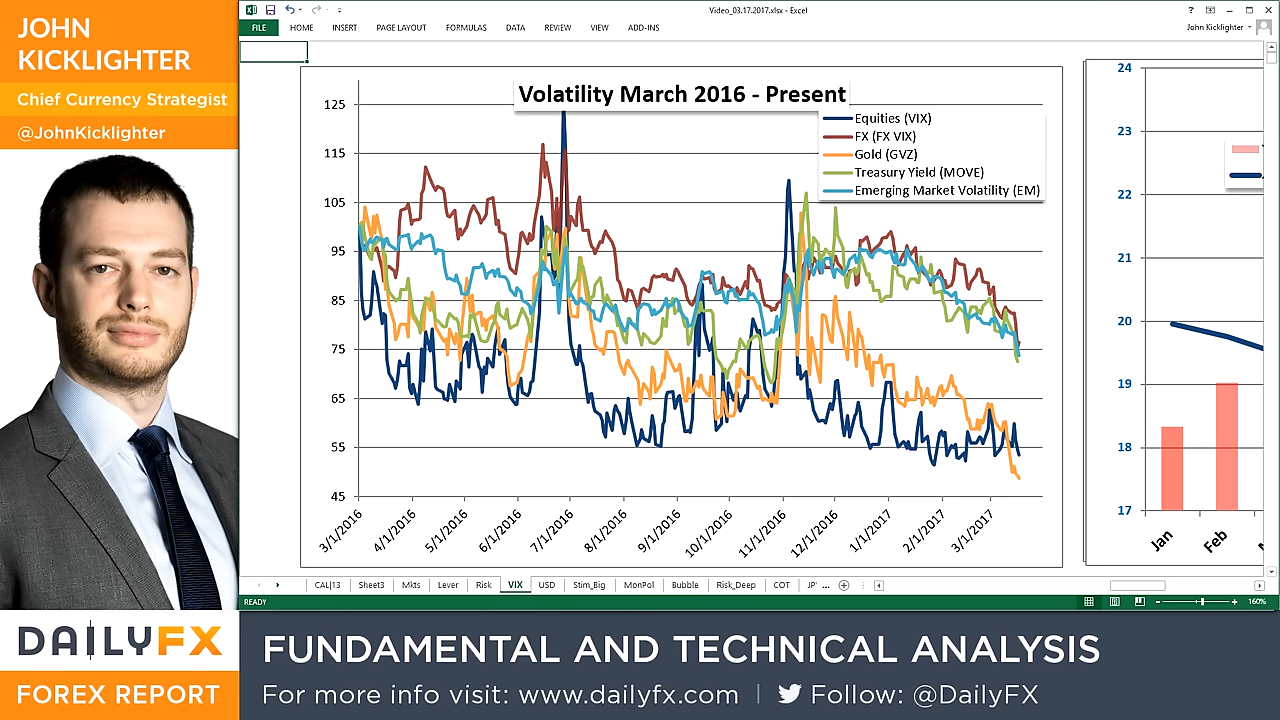 JOHN
KICKLIGHTER
Chief Currency Strategist
@JohnKicklighter
DAILYFX
FOREX REPORT
Video_03.17.2017.xlsx - Excel
FILE HOME INSERT PAGE LAYOUT FORMULAS DATA REVIEW VIEW ADD-INS
John Kicklighter
Volatility March 2016 - Present
Equities (VIX)
FX (FX VIX)
Gold (GVZ)
Treasury Yield (MOVE)
Emerging Market Volatility (EM)
125
115
105
95
85
75
65
55
45
3/1/2016 4/1/2016 5/1/2016 6/1/2016 7/1/2016 8/1/2016 9/1/2016 10/1/2016 11/1/2016 12/1/2016 1/1/2017 2/1/2017 3/1/2017
24
23
22
21
20
19
18
17
Jan Feb
CAL|13 Sheet3 Mkts Lever Risk VIX USD Stim_Big MonPol Bubble Risk_Deep COT JP' ...
READY
160%
FUNDAMENTAL AND TECHNICAL ANALYSIS
For more info visit: www.dailyfx.com | Follow: @DailyFX